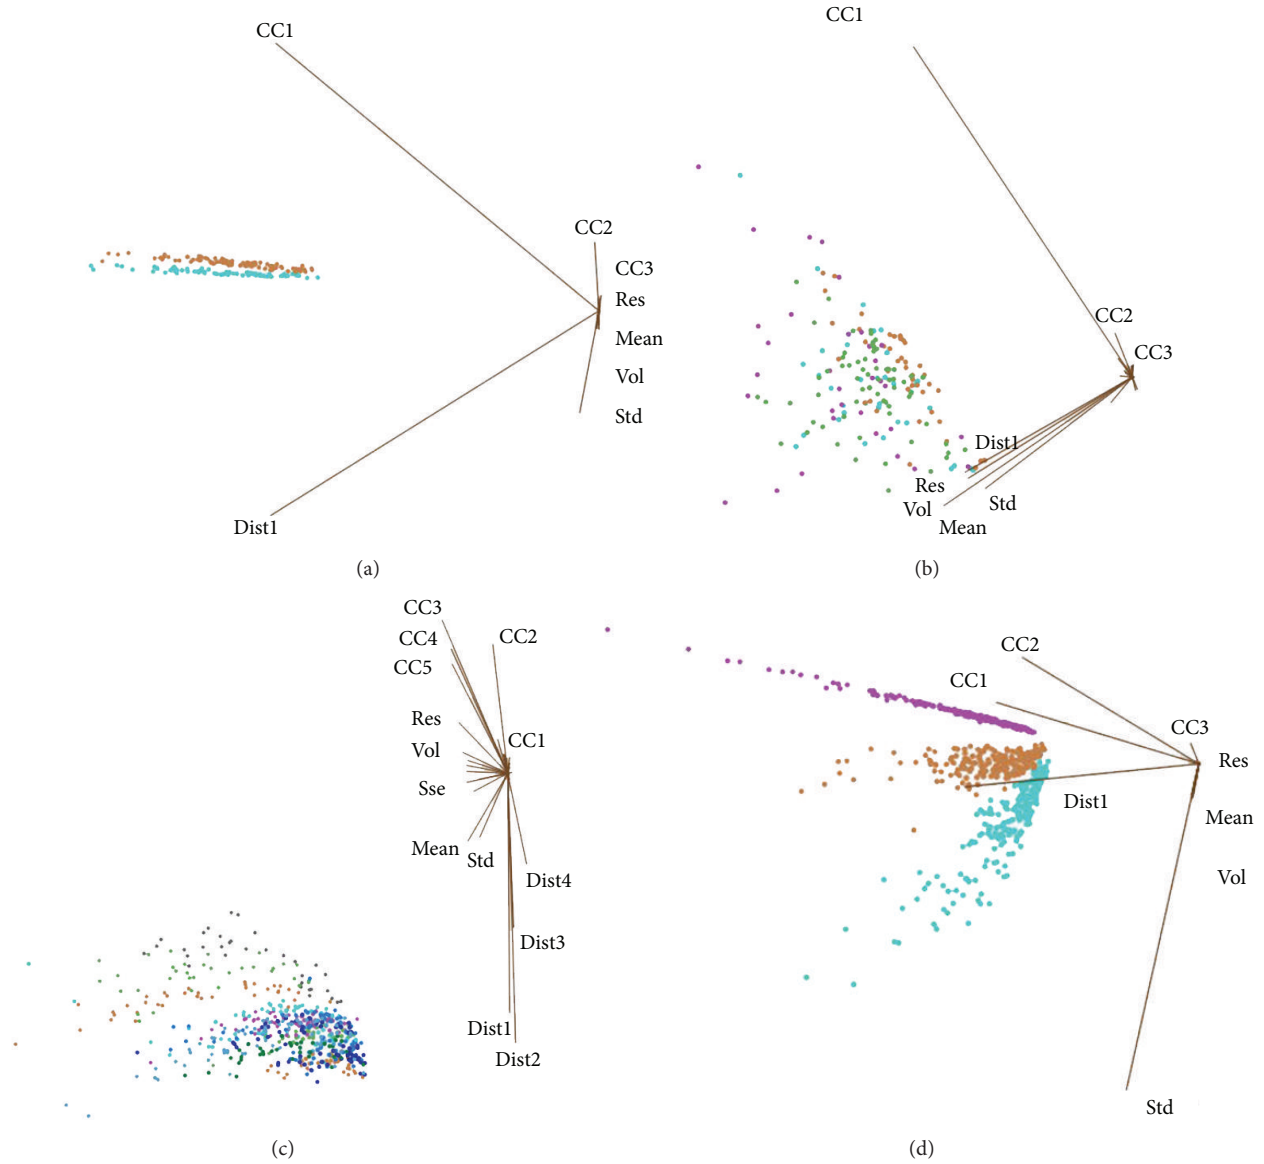 CC1
CC2
CC3
Res
Mean
Vol
Std
Dist1
(a)
CC1
CC2
CC3
Dist1
Res
Vol
Std
Mean
(b)
CC3
CC4
CC2
CC5
Res
CC1
Vol
Sse
Mean
Std
Dist4
Dist3
Dist1
Dist2
(c)
CC2
CC1
CC3
Res
Dist1
Mean
Vol
Std
(d)